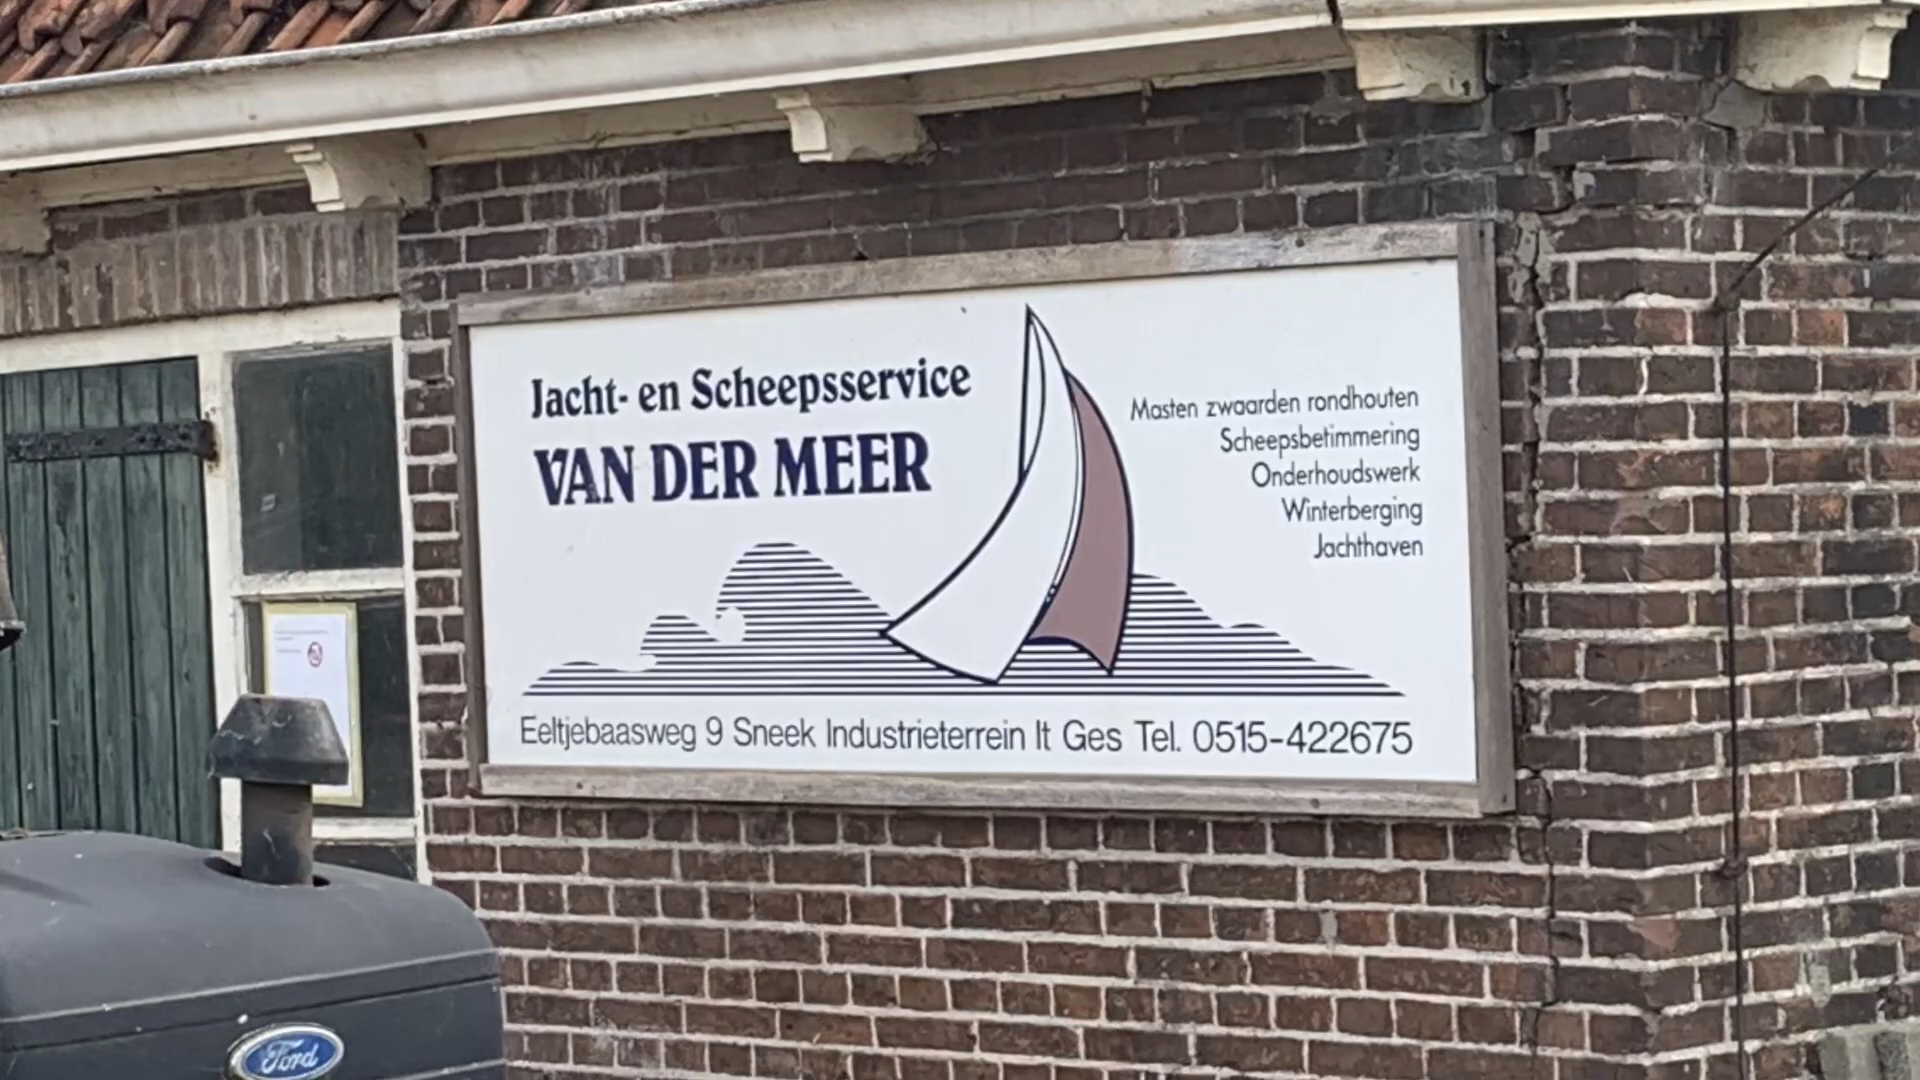 Jacht- en Scheepsservice
VAN DER MEER
Masten zwaarden rondhouten
Scheepsbetimmering
Onderhoudswerk
Winterberging
Jachthaven
Eeltjebaasweg 9 Sneek Industrieterrein It Ges Tel. 0515-422675
Ford